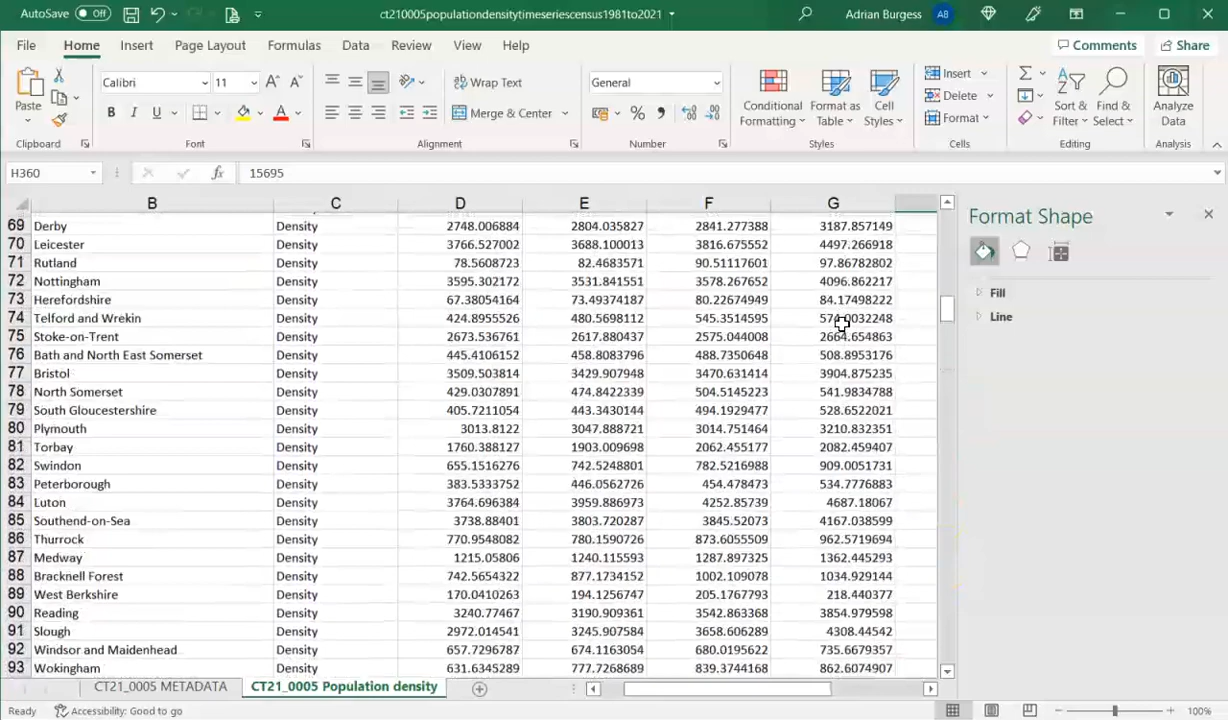 AutoSave Off ct210005populationdensitytimeseriescensus1981to2021 Adrian Burgess AB
File Home Insert Page Layout Formulas Data Review View Help Comments Share
Paste Calibri 11 A A Wrap Text General Conditional Formatting Format as Table Cell Styles Insert Delete Format Sort & Filter Find & Select Analyze Data
B I U A Merge & Center % ,
Clipboard Font Alignment Number Styles Cells Editing Analysis
H360 fx 15695
B C D E F G
69 Derby Density 2748.006884 2804.035827 2841.277388 3187.857149
70 Leicester Density 3766.527002 3688.100013 3816.675552 4497.266918
71 Rutland Density 78.5608723 82.4683571 90.51117601 97.86782802
72 Nottingham Density 3595.302172 3531.841551 3578.267652 4096.862217
73 Herefordshire Density 67.38054164 73.49374187 80.22674949 84.17498222
74 Telford and Wrekin Density 424.8955526 480.5698112 545.3514595
75 Stoke-on-Trent Density 2673.536761 2617.880437 2575.044008 2664.654863
76 Bath and North East Somerset Density 445.4106152 458.8083796 488.7350648 508.8953176
77 Bristol Density 3509.503814 3429.907948 3470.631414 3904.875235
78 North Somerset Density 429.0307891 474.8422339 504.5145223 541.9834788
79 South Gloucestershire Density 405.7211054 443.3430144 494.1929477 528.6522021
80 Plymouth Density 3013.8122 3047.888721 3014.751464 3210.832351
81 Torbay Density 1760.388127 1903.009698 2062.455177 2082.459407
82 Swindon Density 655.1516276 742.5248801 782.5216988 909.0051731
83 Peterborough Density 383.5333752 446.0562726 454.478473 534.7776883
84 Luton Density 3764.696384 3959.886973 4252.85739 4687.18067
85 Southend-on-Sea Density 3738.88401 3803.720287 3845.52073 4167.038599
86 Thurrock Density 770.9548082 780.1590726 873.6055509 962.5719694
87 Medway Density 1215.05806 1240.115593 1287.897325 1362.445293
88 Bracknell Forest Density 742.5654322 877.1734152 1002.109078 1034.929144
89 West Berkshire Density 170.0410263 194.1256747 205.1767793 218.440377
90 Reading Density 3240.77467 3190.909361 3542.863368 3854.979598
91 Slough Density 2972.014541 3245.907584 3658.606289 4308.44542
92 Windsor and Maidenhead Density 657.7296787 674.1163054 680.0195622 735.6679357
93 Wokingham Density 631.6345289 777.7268689 839.3744168 862.6074907
Format Shape
Fill
Line
CT21_0005 METADATA CT21_0005 Population density
Ready Accessibility: Good to go 100%